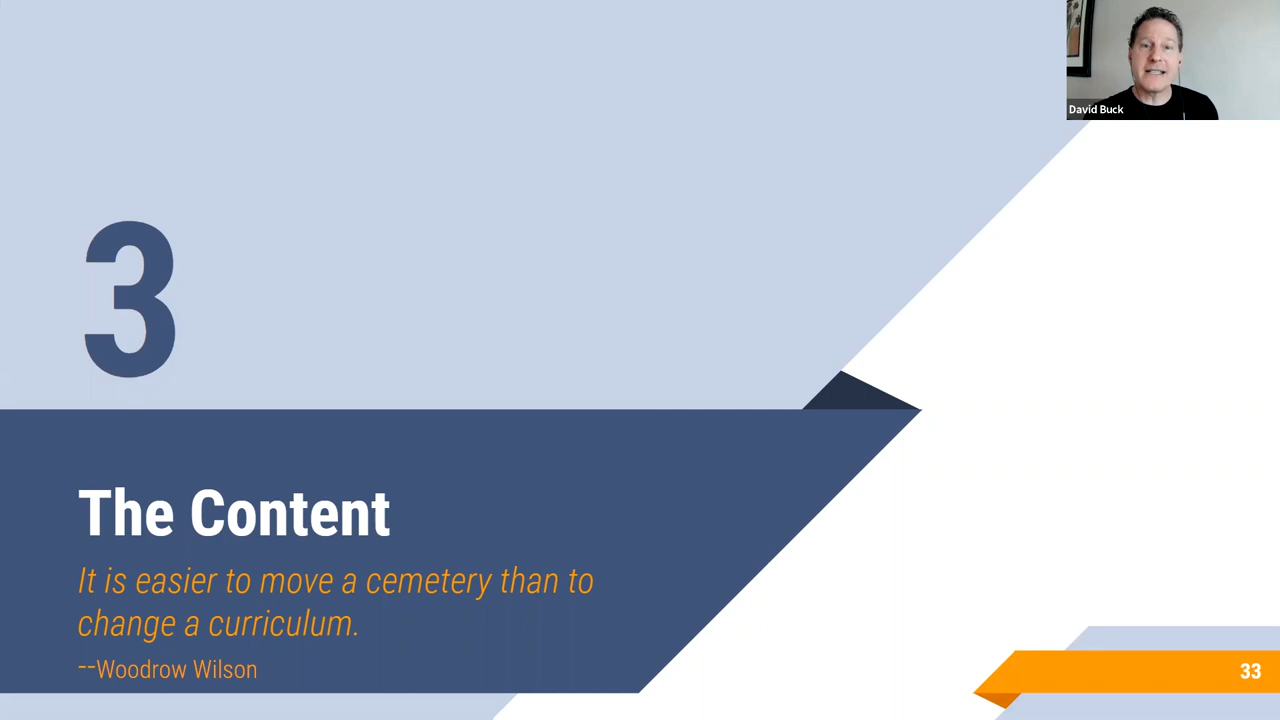 David Buck
3
The Content
It is easier to move a cemetery than to
change a curriculum.
--Woodrow Wilson
33